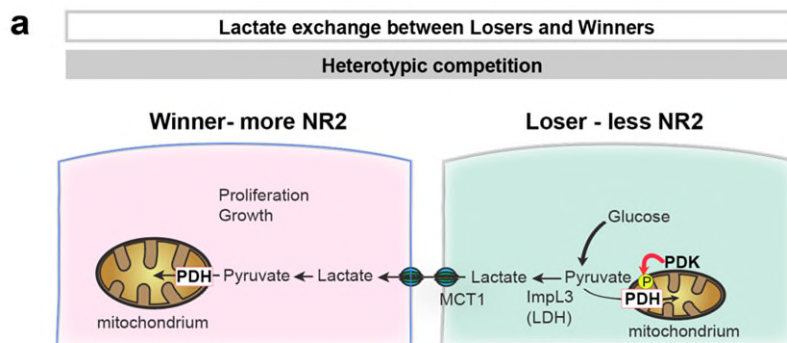 a
Lactate exchange between Losers and Winners
Heterotypic competition
Winner- more NR2
Loser - less NR2
Proliferation
Growth
Glucose
PDH
Pyruvate
Lactate
mitochondrium
MCT1
Lactate
ImpL3
(LDH)
Pyruvate
P
PDK
PDH
mitochondrium